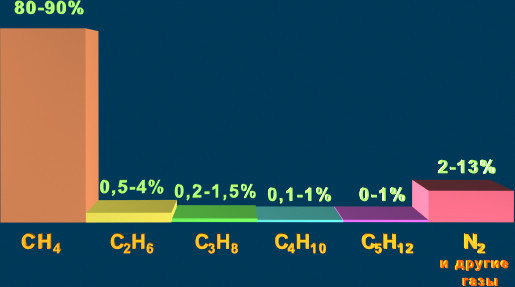 80-90%
0,5-4%
0,2-1,5%
0,1-1%
0-1%
2-13%
CH4
C2H6
C3H8
C4H10
C5H12
N2
и другие
газы